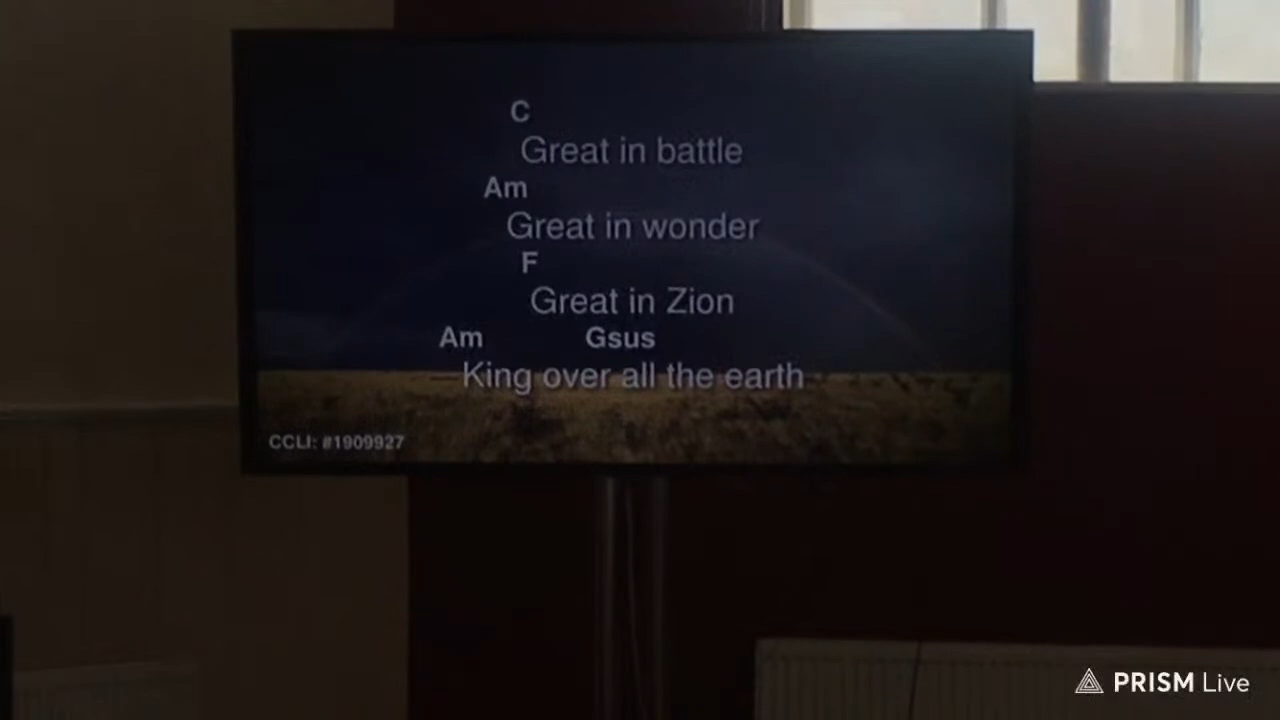 C
Great in battle
Am
Great in wonder
F
Great in Zion
Am Gsus
King over all the earth
CCLI: #1909927
PRISM Live